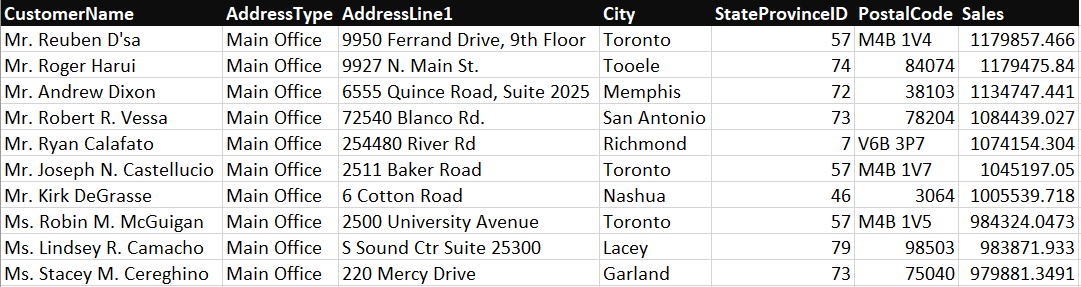 CustomerName AddressType AddressLine1 City StateProvinceID PostalCode Sales
Mr. Reuben D'sa Main Office 9950 Ferrand Drive, 9th Floor Toronto 57 M4B 1V4 1179857.466
Mr. Roger Harui Main Office 9927 N. Main St. Tooele 74 84074 1179475.84
Mr. Andrew Dixon Main Office 6555 Quince Road, Suite 2025 Memphis 72 38103 1134747.441
Mr. Robert R. Vessa Main Office 72540 Blanco Rd. San Antonio 73 78204 1084439.027
Mr. Ryan Calafato Main Office 254480 River Rd Richmond 7 V6B 3P7 1074154.304
Mr. Joseph N. Castellucio Main Office 2511 Baker Road Toronto 57 M4B 1V7 1045197.05
Mr. Kirk DeGrasse Main Office 6 Cotton Road Nashua 46 3064 1005539.718
Ms. Robin M. McGuigan Main Office 2500 University Avenue Toronto 57 M4B 1V5 984324.0473
Ms. Lindsey R. Camacho Main Office S Sound Ctr Suite 25300 Lacey 79 98503 983871.933
Ms. Stacey M. Cereghino Main Office 220 Mercy Drive Garland 73 75040 979881.3491